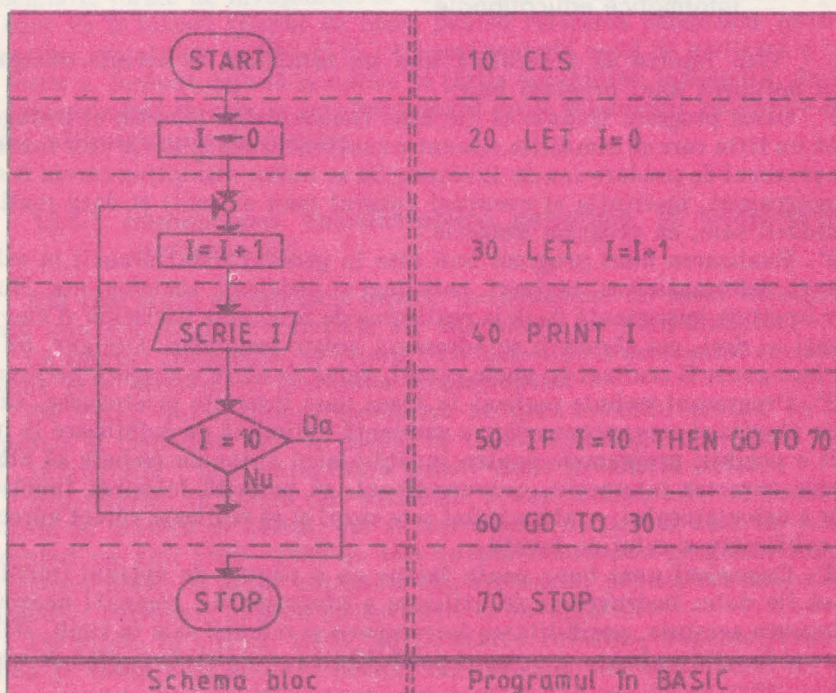 START 10 CLS
I ← 0 20 LET I=0
I=I+1 30 LET I=I+1
SCRIE I 40 PRINT I
I = 10 Da 50 IF I=10 THEN GO TO 70
Nu
60 GO TO 30
STOP 70 STOP
Schema bloc Programul în BASIC